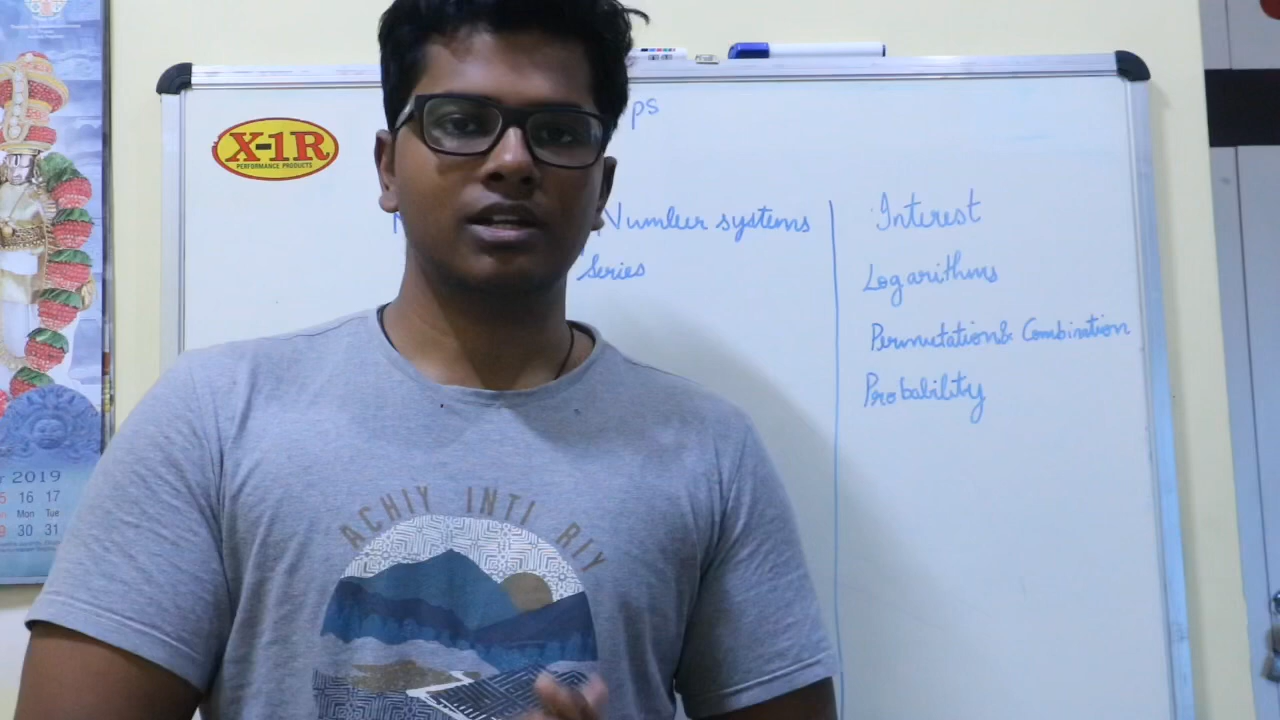 ps
X-1R
PERFORMANCE PRODUCTS
Number systems
Series
Interest
Logarithms
Permutation & Combination
Probability
ACHIY INTI RIY
2019
16 17
Mon Tue
30 31